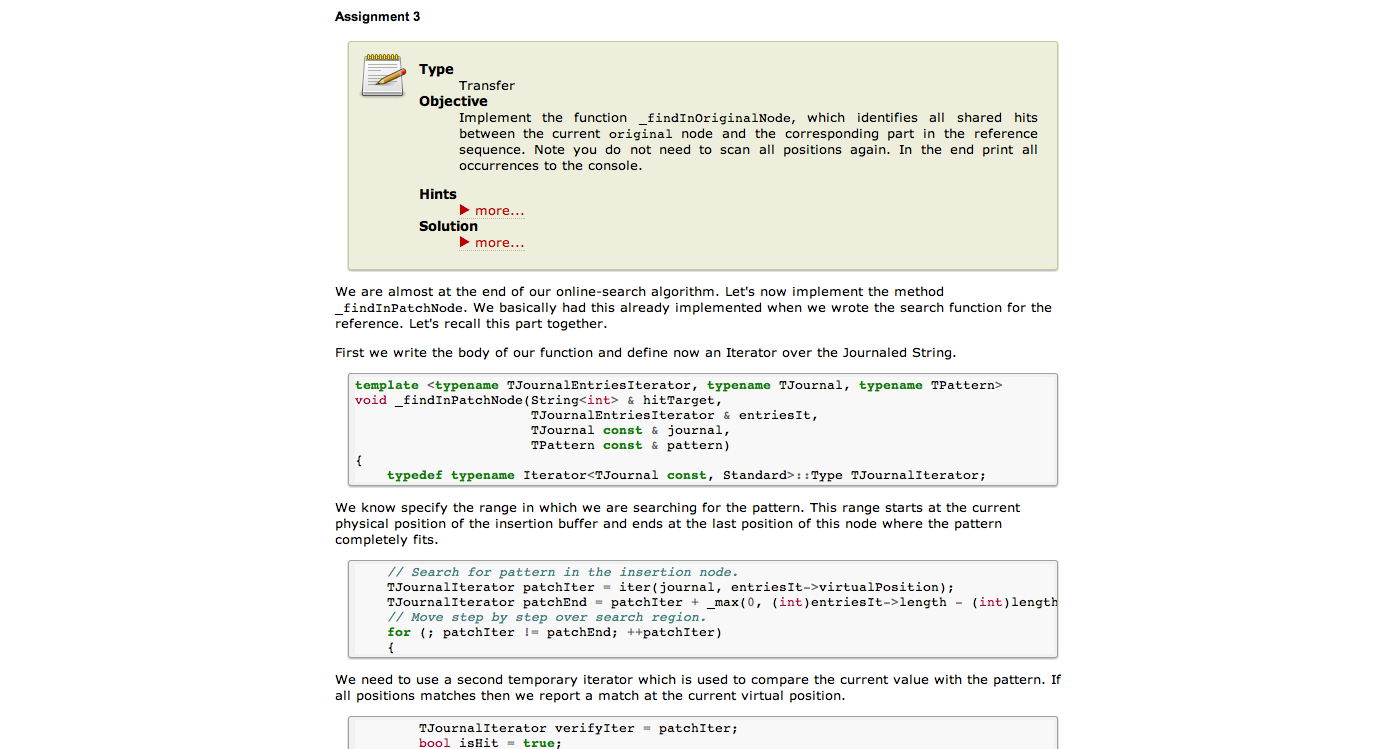 Assignment 3
Type
Transfer
Objective
Implement the function _findInOriginalNode, which identifies all shared hits
between the current original node and the corresponding part in the reference
sequence. Note you do not need to scan all positions again. In the end print all
occurrences to the console.
Hints
more...
Solution
more...
We are almost at the end of our online-search algorithm. Let's now implement the method
_findInPatchNode. We basically had this already implemented when we wrote the search function for the
reference. Let's recall this part together.
First we write the body of our function and define now an Iterator over the Journaled String.
template <typename TJournalEntriesIterator, typename TJournal, typename TPattern>
void _findInPatchNode(String<int> & hitTarget,
TJournalEntriesIterator & entriesIt,
TJournal const & journal,
TPattern const & pattern)
{
typedef typename Iterator<TJournal const, Standard>::Type TJournalIterator;
We know specify the range in which we are searching for the pattern. This range starts at the current
physical position of the insertion buffer and ends at the last position of this node where the pattern
completely fits.
// Search for pattern in the insertion node.
TJournalIterator patchIter = iter(journal, entriesIt->virtualPosition);
TJournalIterator patchEnd = patchIter + _max(0, (int)entriesIt->length - (int)length
// Move step by step over search region.
for (; patchIter != patchEnd; ++patchIter)
{
We need to use a second temporary iterator which is used to compare the current value with the pattern. If
all positions matches then we report a match at the current virtual position.
TJournalIterator verifyIter = patchIter;
bool isHit = true;